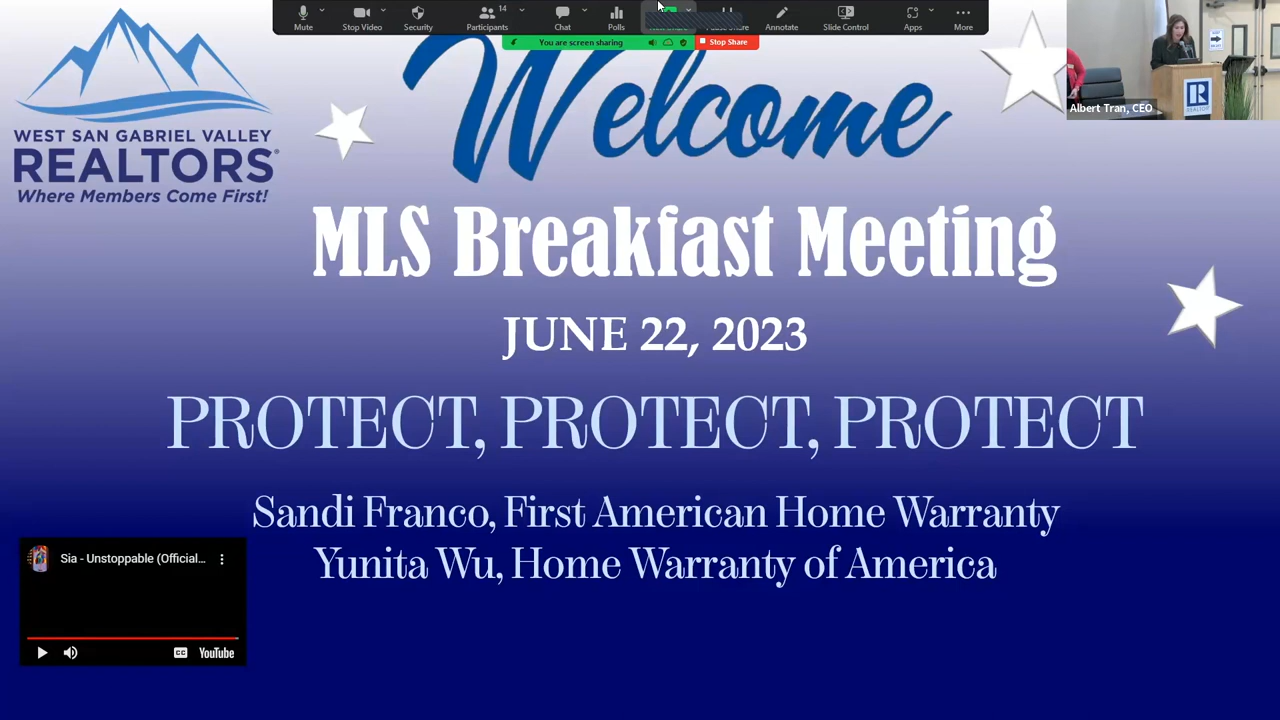 Mute
Stop Video
Security
14
Participants
Chat
Polls
Annotate
Slide Control
Apps
More
You are screen sharing
Stop Share
Albert Tran, CEO
R
REALTOR
WEST SAN GABRIEL VALLEY
REALTORS®
Where Members Come First!
Welcome
MLS Breakfast Meeting
JUNE 22, 2023
PROTECT, PROTECT, PROTECT
Sandi Franco, First American Home Warranty
Yunita Wu, Home Warranty of America
Sia - Unstoppable (Official...
CC
YouTube